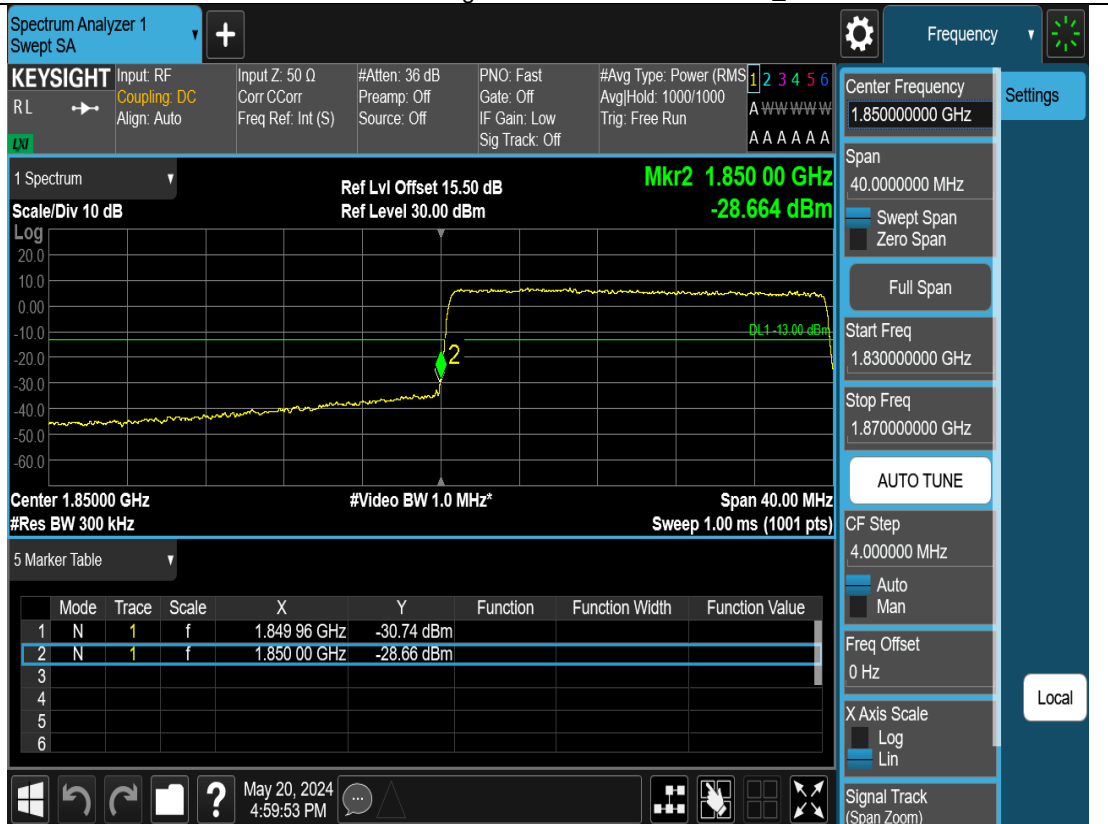 Spectrum Analyzer 1
Swept SA
+
Frequency
KEYSIGHT
RL
LXI
Input: RF
Coupling: DC
Align: Auto
Input Z: 50 Ω
Corr CCorr
Freq Ref: Int (S)
#Atten: 36 dB
Preamp: Off
Source: Off
PNO: Fast
Gate: Off
IF Gain: Low
Sig Track: Off
#Avg Type: Power (RMS
Avg|Hold: 1000/1000
Trig: Free Run
1 2 3 4 5 6
A W W W W W
A A A A A A
1 Spectrum
Scale/Div 10 dB
Ref Lvl Offset 15.50 dB
Ref Level 30.00 dBm
Mkr2 1.850 00 GHz
-28.664 dBm
Log
20.0
10.0
0.00
-10.0
-20.0
-30.0
-40.0
-50.0
-60.0
DL1 -13.00 dBm
2
Center 1.85000 GHz
#Video BW 1.0 MHz*
Span 40.00 MHz
#Res BW 300 kHz
Sweep 1.00 ms (1001 pts)
5 Marker Table
Mode Trace Scale X Y Function Function Width Function Value
1 N 1 f 1.849 96 GHz -30.74 dBm
2 N 1 f 1.850 00 GHz -28.66 dBm
3
4
5
6
?
May 20, 2024
4:59:53 PM
Center Frequency
1.850000000 GHz
Settings
Span
40.0000000 MHz
Swept Span
Zero Span
Full Span
Start Freq
1.830000000 GHz
Stop Freq
1.870000000 GHz
AUTO TUNE
CF Step
4.000000 MHz
Auto
Man
Freq Offset
0 Hz
X Axis Scale
Log
Lin
Signal Track
(Span Zoom)
Local